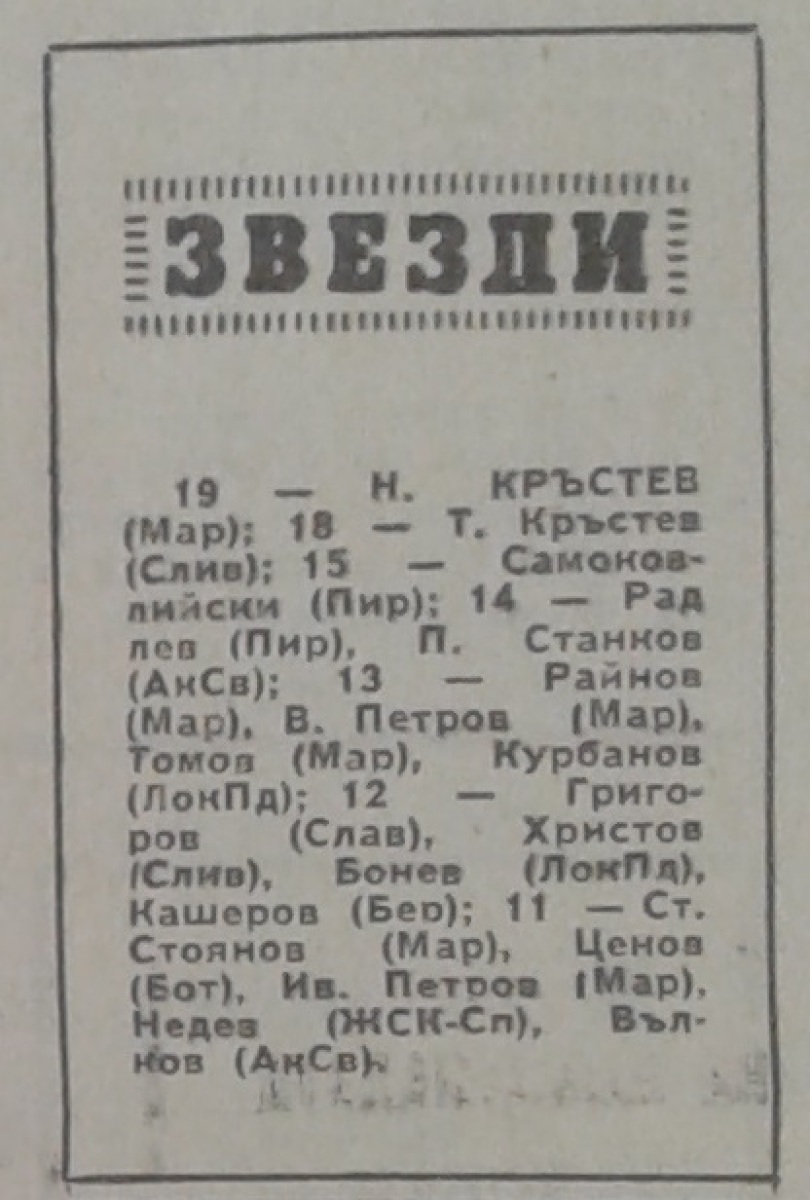 ЗВЕЗДИ
19 — Н. КРЪСТЕВ
(Мар); 18 — Т. Кръстев
(Слив); 15 — Самоков-
лийски (Пир); 14 — Рад
лев (Пир), П. Станков
(АкСв); 13 — Райнов
(Мар), В. Петров (Мар),
Томов (Мар), Курбанов
(ЛокПд); 12 — Григо-
ров (Слав), Христов
(Слив), Бонев (ЛокПд),
Кашеров (Бер); 11 — Ст.
Стоянов (Мар), Ценов
(Бот), Ив. Петров (Мар),
Недев (ЖСК-Сп), Въл-
ков (АкСв).